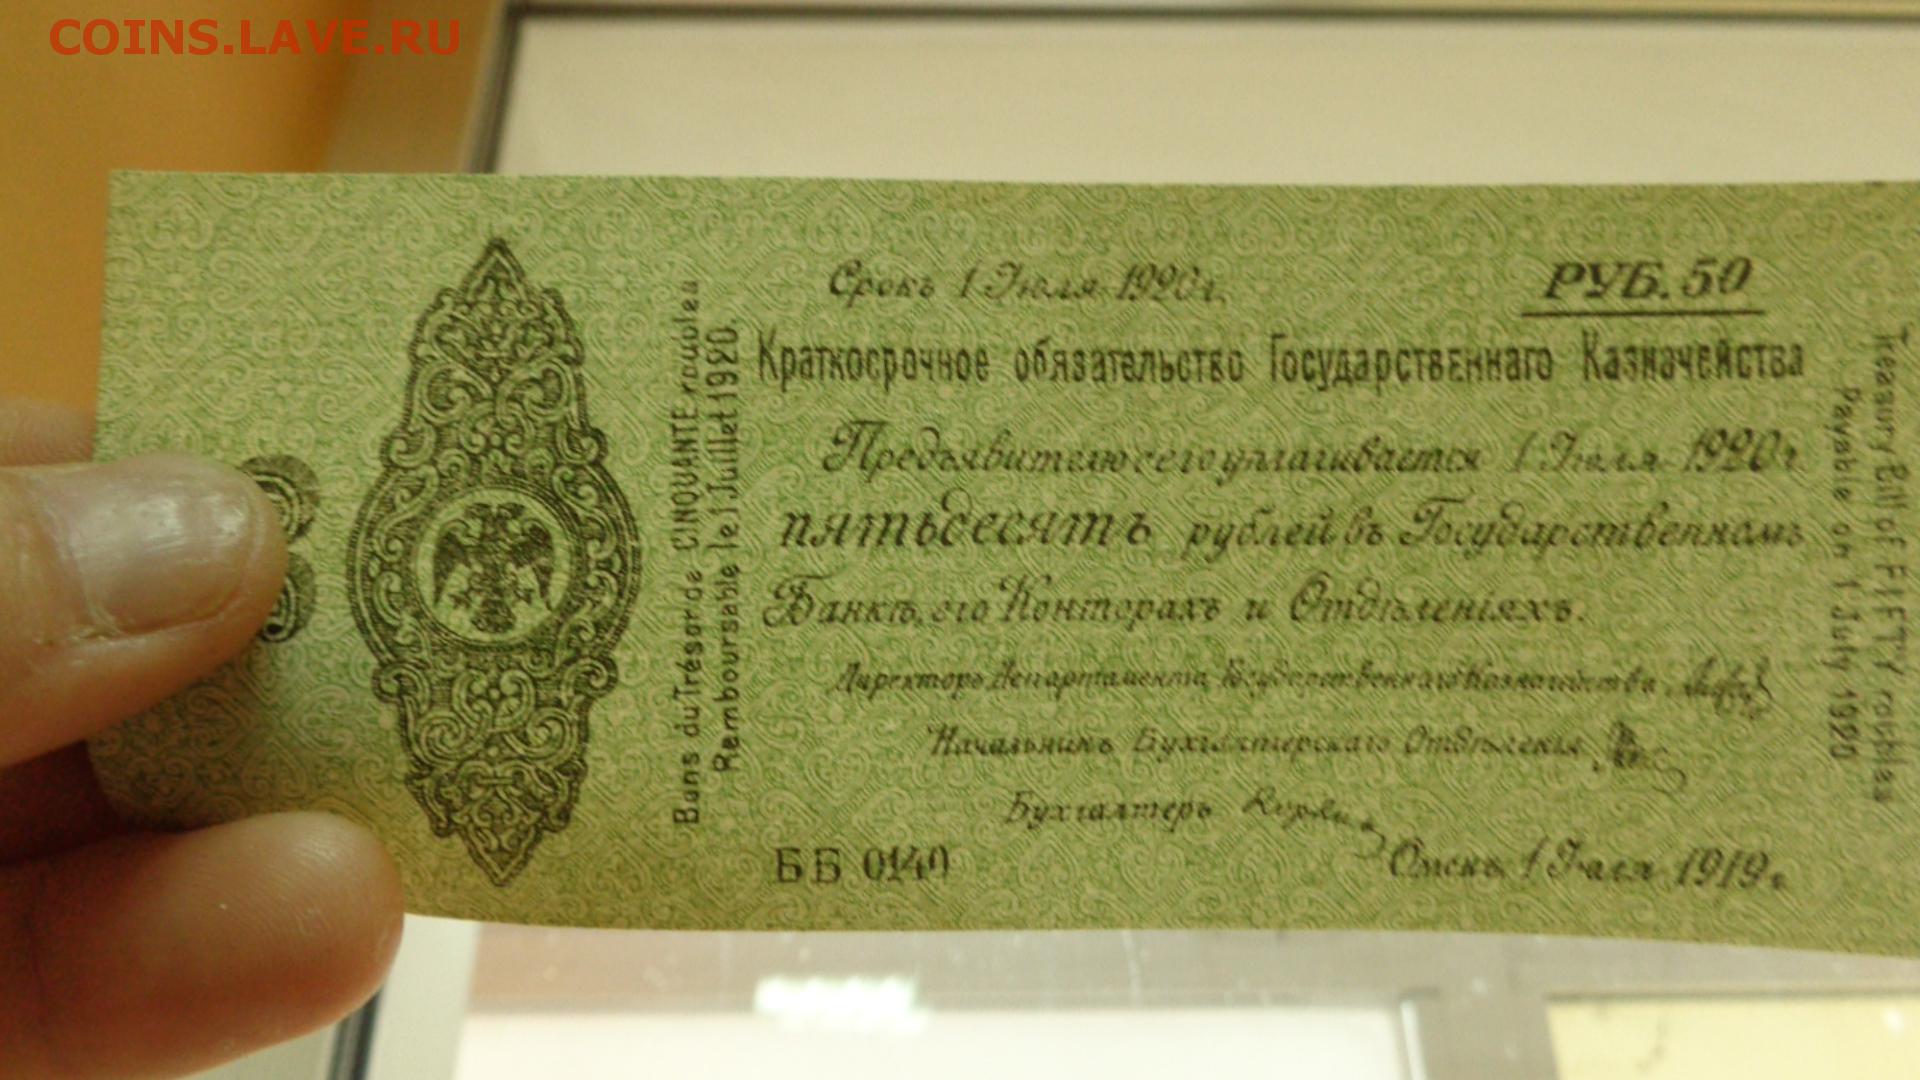 COINS.LAVE.RU
Срокъ 1 Іюля 1920 г.
РУБ. 50
Краткосрочное обязательство Государственнаго Казначейства
Предъявителю сего уплачивается 1 Іюля 1920 г.
пятьдесятъ рублей въ Государственномъ
Банкѣ, его Конторахъ и Отдѣленіяхъ.
Директоръ Департамента Государственнаго Казначейства
Начальникъ Бухгалтерскаго Отдѣленія
Бухгалтеръ
ББ 0140
Омскъ, 1 Іюля 1919 г.
Bons du Trésor de CINQUANTE roubles
Remboursable le 1 Juillet 1920.
Treasury Bill of FIFTY roubles
Payable on 1 July 1920